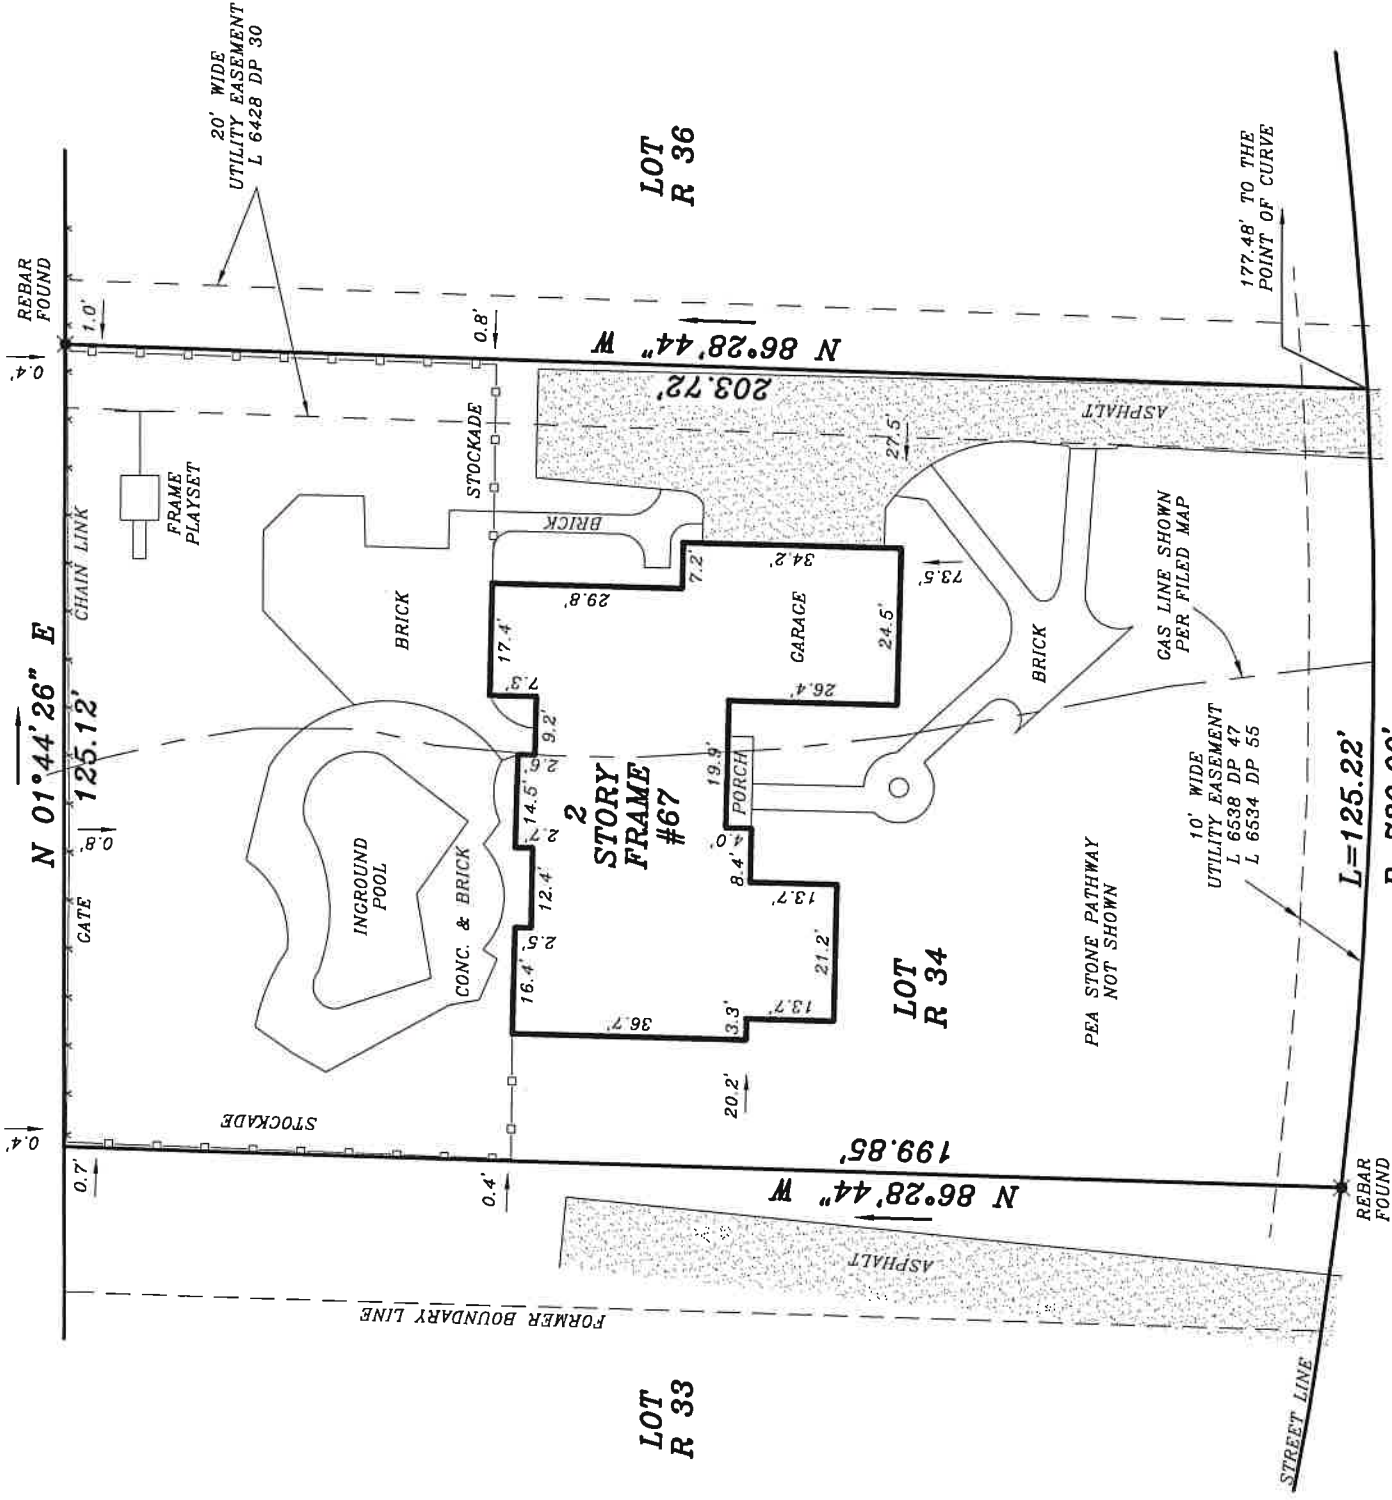 20' WIDE
UTILITY EASEMENT
L 6428 DP 30
REBAR
FOUND
1.0'
0.4'
0.8'
N 01°44'26" E
125.12'
CHAIN LINK
GATE
0.8'
0.4'
0.7'
0.4'
FRAME
PLAYSET
STOCKADE
STOCKADE
LOT
R 36
N 86°28'44" W
203.72'
ASPHALT
27.5'
177.48' TO THE
POINT OF CURVE
BRICK
BRICK
INGROUND
POOL
CONC. & BRICK
29.8'
7.2'
34.2'
17.4'
7.3'
9.2'
2.6'
14.5'
2.7'
12.4'
2.5'
16.4'
36.7'
3.3'
13.7'
21.2'
13.7'
8.4'
4.0'
19.9'
26.4'
24.5'
73.5'
20.2'
GARAGE
2
STORY
FRAME
#67
PORCH
BRICK
GAS LINE SHOWN
PER FILED MAP
10' WIDE
UTILITY EASEMENT
L 6538 DP 47
L 6534 DP 55
LOT
R 34
PEA STONE PATHWAY
NOT SHOWN
L=125.22'
199.85'
N 86°28'44" W
ASPHALT
FORMER BOUNDARY LINE
LOT
R 33
REBAR
FOUND
STREET LINE